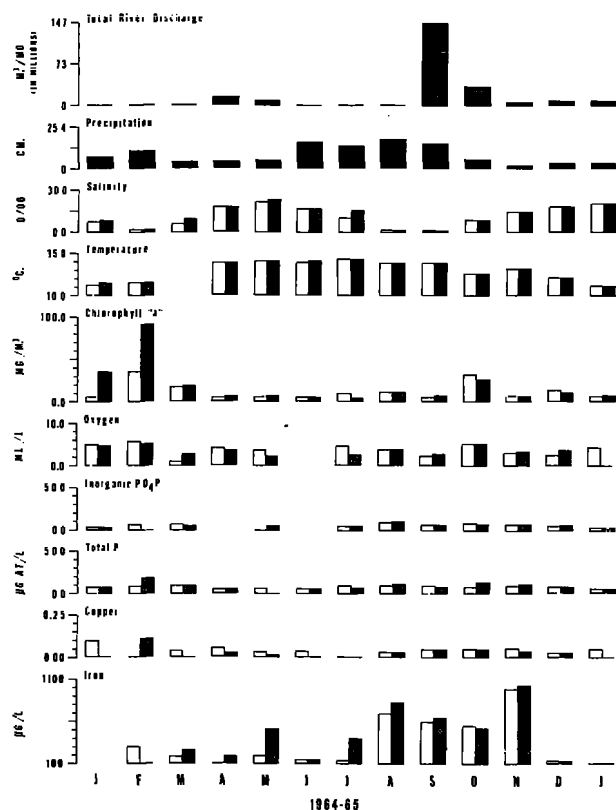 Total River Discharge
M³/MO
(IN MILLIONS)
147
73
0
Precipitation
CM.
25.4
0
Salinity
0/00
30.0
0.0
Temperature
°C.
10.0
Chlorophyll "a"
MG/M³
100.0
0.0
Oxygen
ML/L
10.0
0.0
Inorganic PO₄P
50.0
0.0
Total P
µG AT/L
50.0
0.0
Copper
0.25
0.00
Iron
µG/L
1100
100
J F M A M J J A S O N D J
1964-65